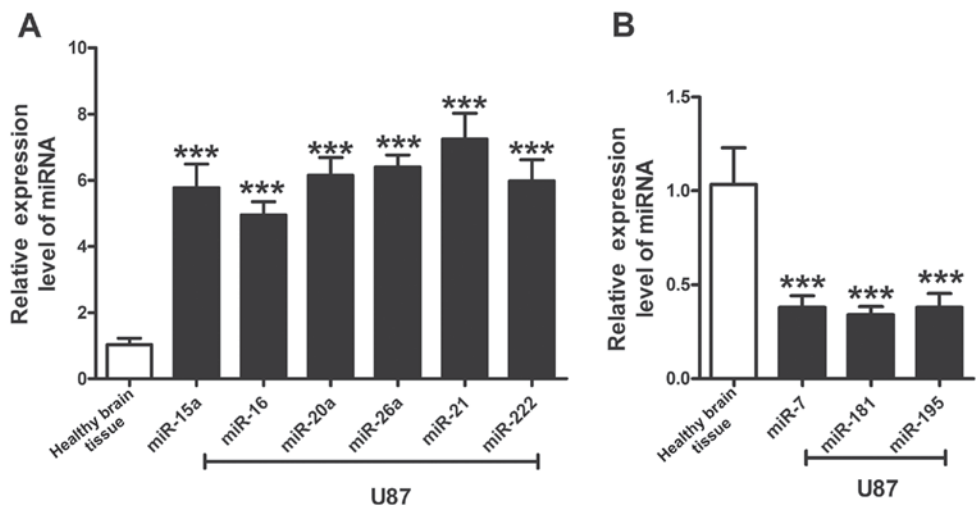 A
Relative expression
level of miRNA
10
8
6
4
2
0
***
***
***
***
***
***
Healthy brain
tissue
miR-15a
miR-16
miR-20a
miR-26a
miR-21
miR-222
U87
B
Relative expression
level of miRNA
1.5
1.0
0.5
0.0
***
***
***
Healthy brain
tissue
miR-7
miR-181
miR-195
U87